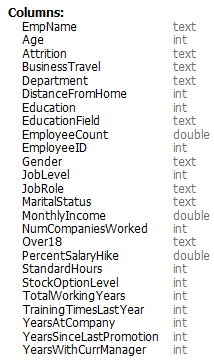 Columns:
EmpName text
Age int
Attrition text
BusinessTravel text
Department text
DistanceFromHome int
Education int
EducationField text
EmployeeCount double
EmployeeID int
Gender text
JobLevel int
JobRole text
MaritalStatus text
MonthlyIncome double
NumCompaniesWorked int
Over18 text
PercentSalaryHike double
StandardHours int
StockOptionLevel int
TotalWorkingYears int
TrainingTimesLastYear int
YearsAtCompany int
YearsSinceLastPromotion int
YearsWithCurrManager int